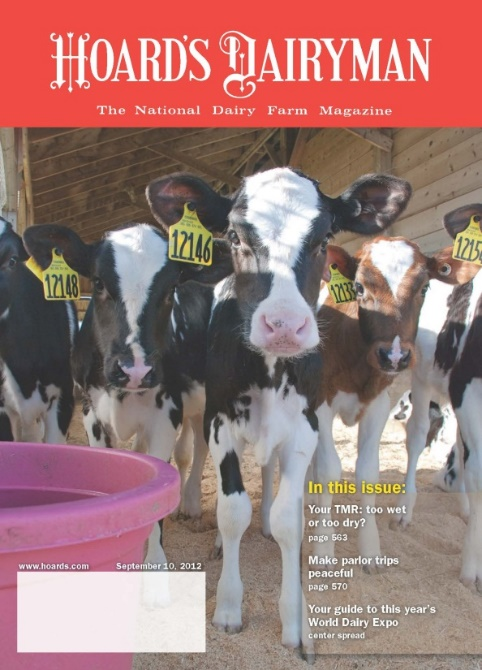 HOARD'S DAIRYMAN
The National Dairy Farm Magazine
12148
12146
In this issue:
Your TMR: too wet
or too dry?
page 563
Make parlor trips
peaceful
page 570
Your guide to this year's
World Dairy Expo
center spread
www.hoards.com September 10, 2012